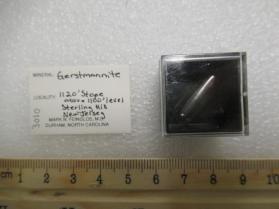 MINERAL: Gerstmannite
LOCALITY: 1120' Stope
above 1100' level
Sterling Hill
New Jersey
3010
MARK N. FEINGLOS, M.D.
DURHAM, NORTH CAROLINA
1 2 3 4 5 6 7 8 9 10